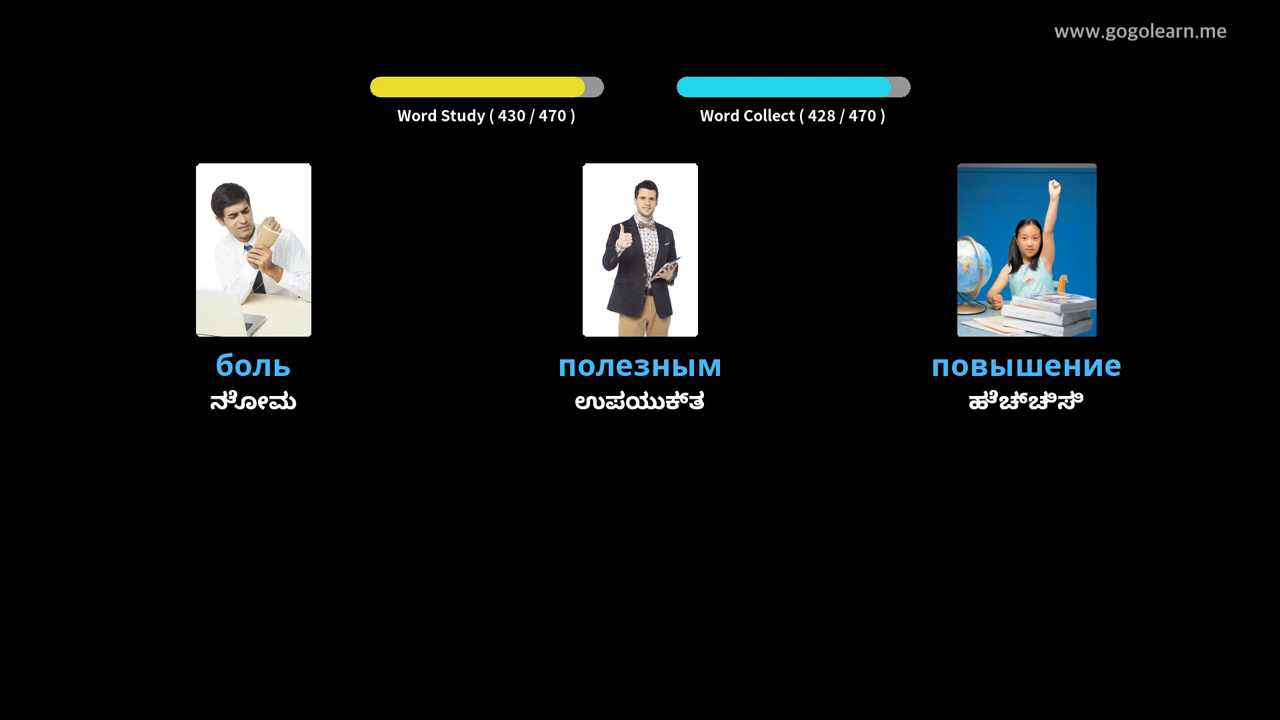 www.gogolearn.me
Word Study ( 430 / 470 )
Word Collect ( 428 / 470 )
боль
полезным
повышение
ನೋಮ
ಉಪಯುಕ್ತ
ಹೆಚ್ಚಿಸಿ